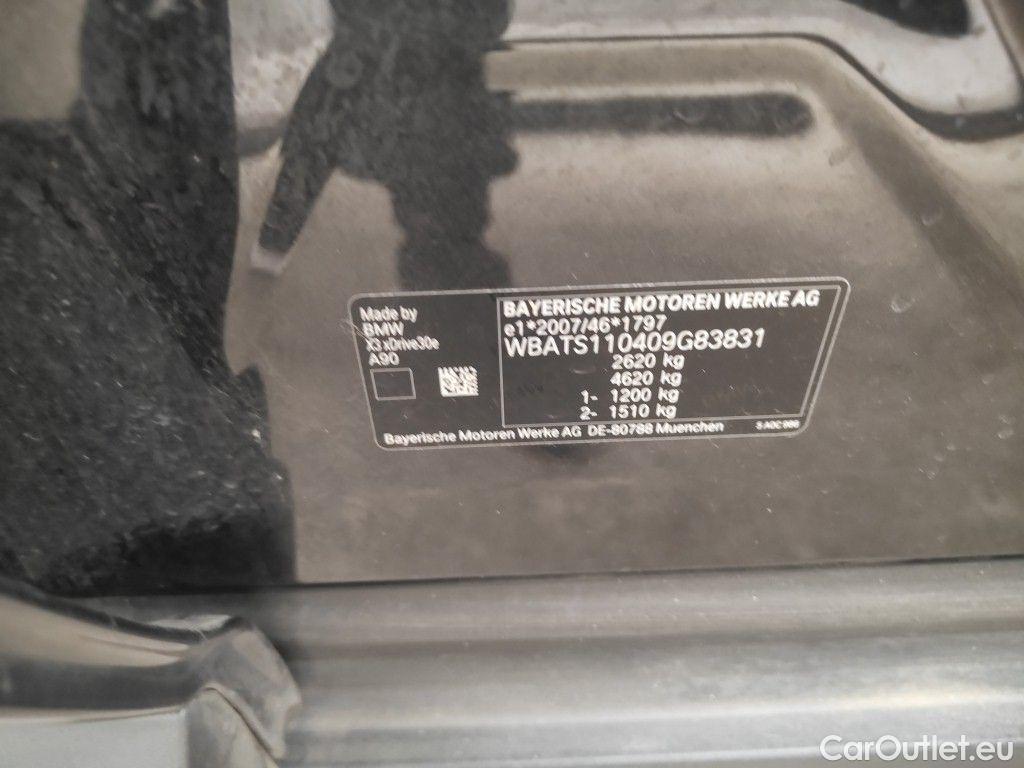 Made by
BMW
X3 xDrive30e
A90
BAYERISCHE MOTOREN WERKE AG
e1*2007/46*1797
WBATS110409G83831
2620 kg
4620 kg
1- 1200 kg
2- 1510 kg
Bayerische Motoren Werke AG DE-80788 Muenchen
CarOutlet.eu